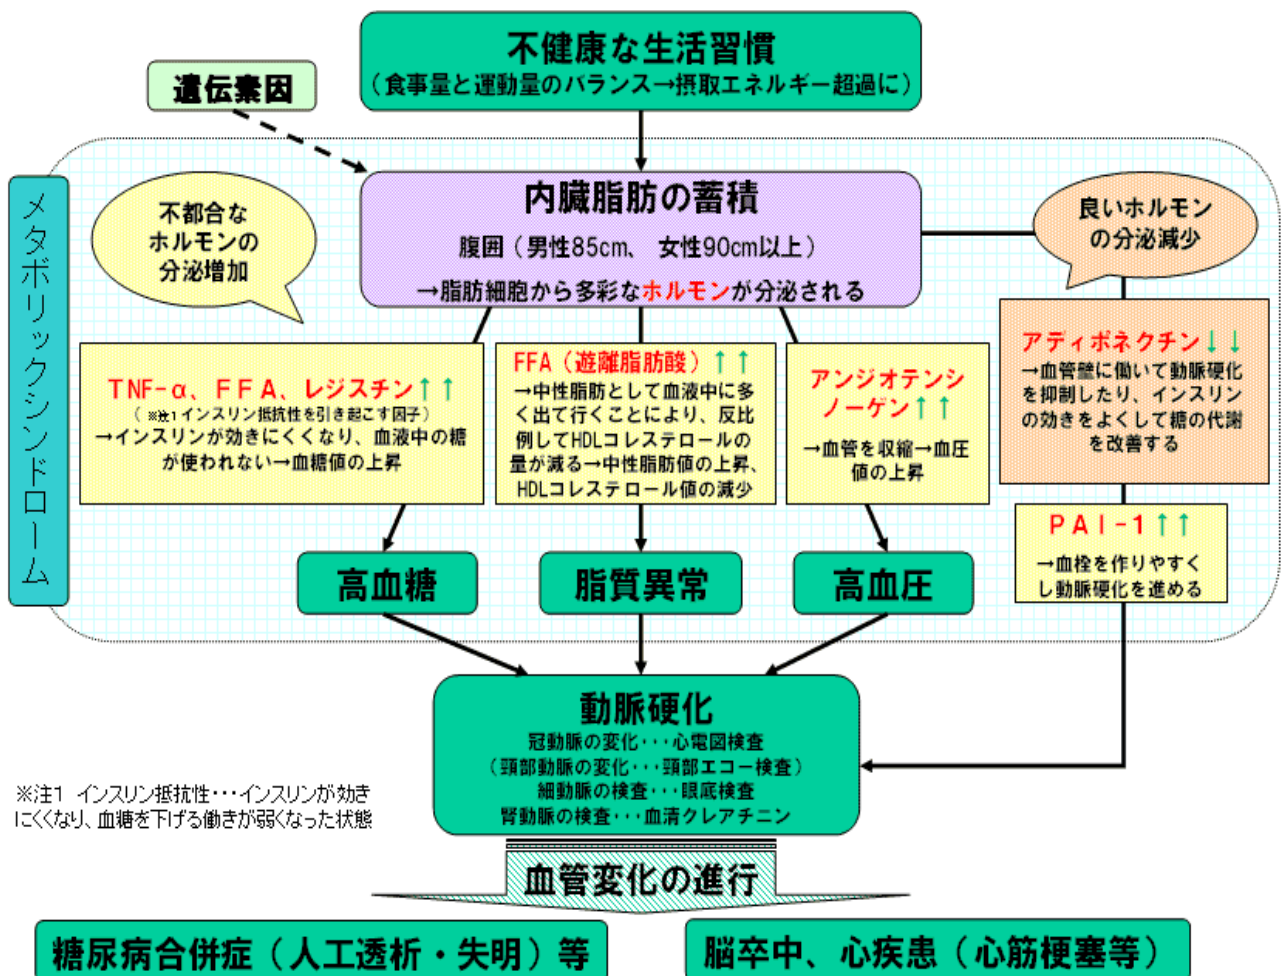 不健康な生活習慣
(食事量と運動量のバランス→摂取エネルギー超過に)
遺伝素因
メタボリックシンドローム
不都合な
ホルモンの
分泌増加
内臓脂肪の蓄積
腹囲(男性85cm、 女性90cm以上)
→脂肪細胞から多彩なホルモンが分泌される
良いホルモン
の分泌減少
TNF-α、FFA、レジスチン↑↑
(※注1インスリン抵抗性を引き起こす因子)
→インスリンが効きにくくなり、血液中の糖
が使われない→血糖値の上昇
FFA(遊離脂肪酸)↑↑
→中性脂肪として血液中に多
く出て行くことにより、反比
例してHDLコレステロールの
量が減る→中性脂肪値の上昇、
HDLコレステロール値の減少
アンジオテンシ
ノーゲン↑↑
→血管を収縮→血圧
値の上昇
アディポネクチン↓↓
→血管壁に働いて動脈硬化
を抑制したり、インスリン
の効きをよくして糖の代謝
を改善する
PAI-1↑↑
→血栓を作りやすく
し動脈硬化を進める
高血糖
脂質異常
高血圧
動脈硬化
冠動脈の変化・・・心電図検査
(頸部動脈の変化・・・頸部エコー検査)
細動脈の検査・・・眼底検査
腎動脈の検査・・・血清クレアチニン
※注1 インスリン抵抗性・・・インスリンが効き
にくくなり、血糖を下げる働きが弱くなった状態
血管変化の進行
糖尿病合併症(人工透析・失明)等
脳卒中、心疾患(心筋梗塞等)